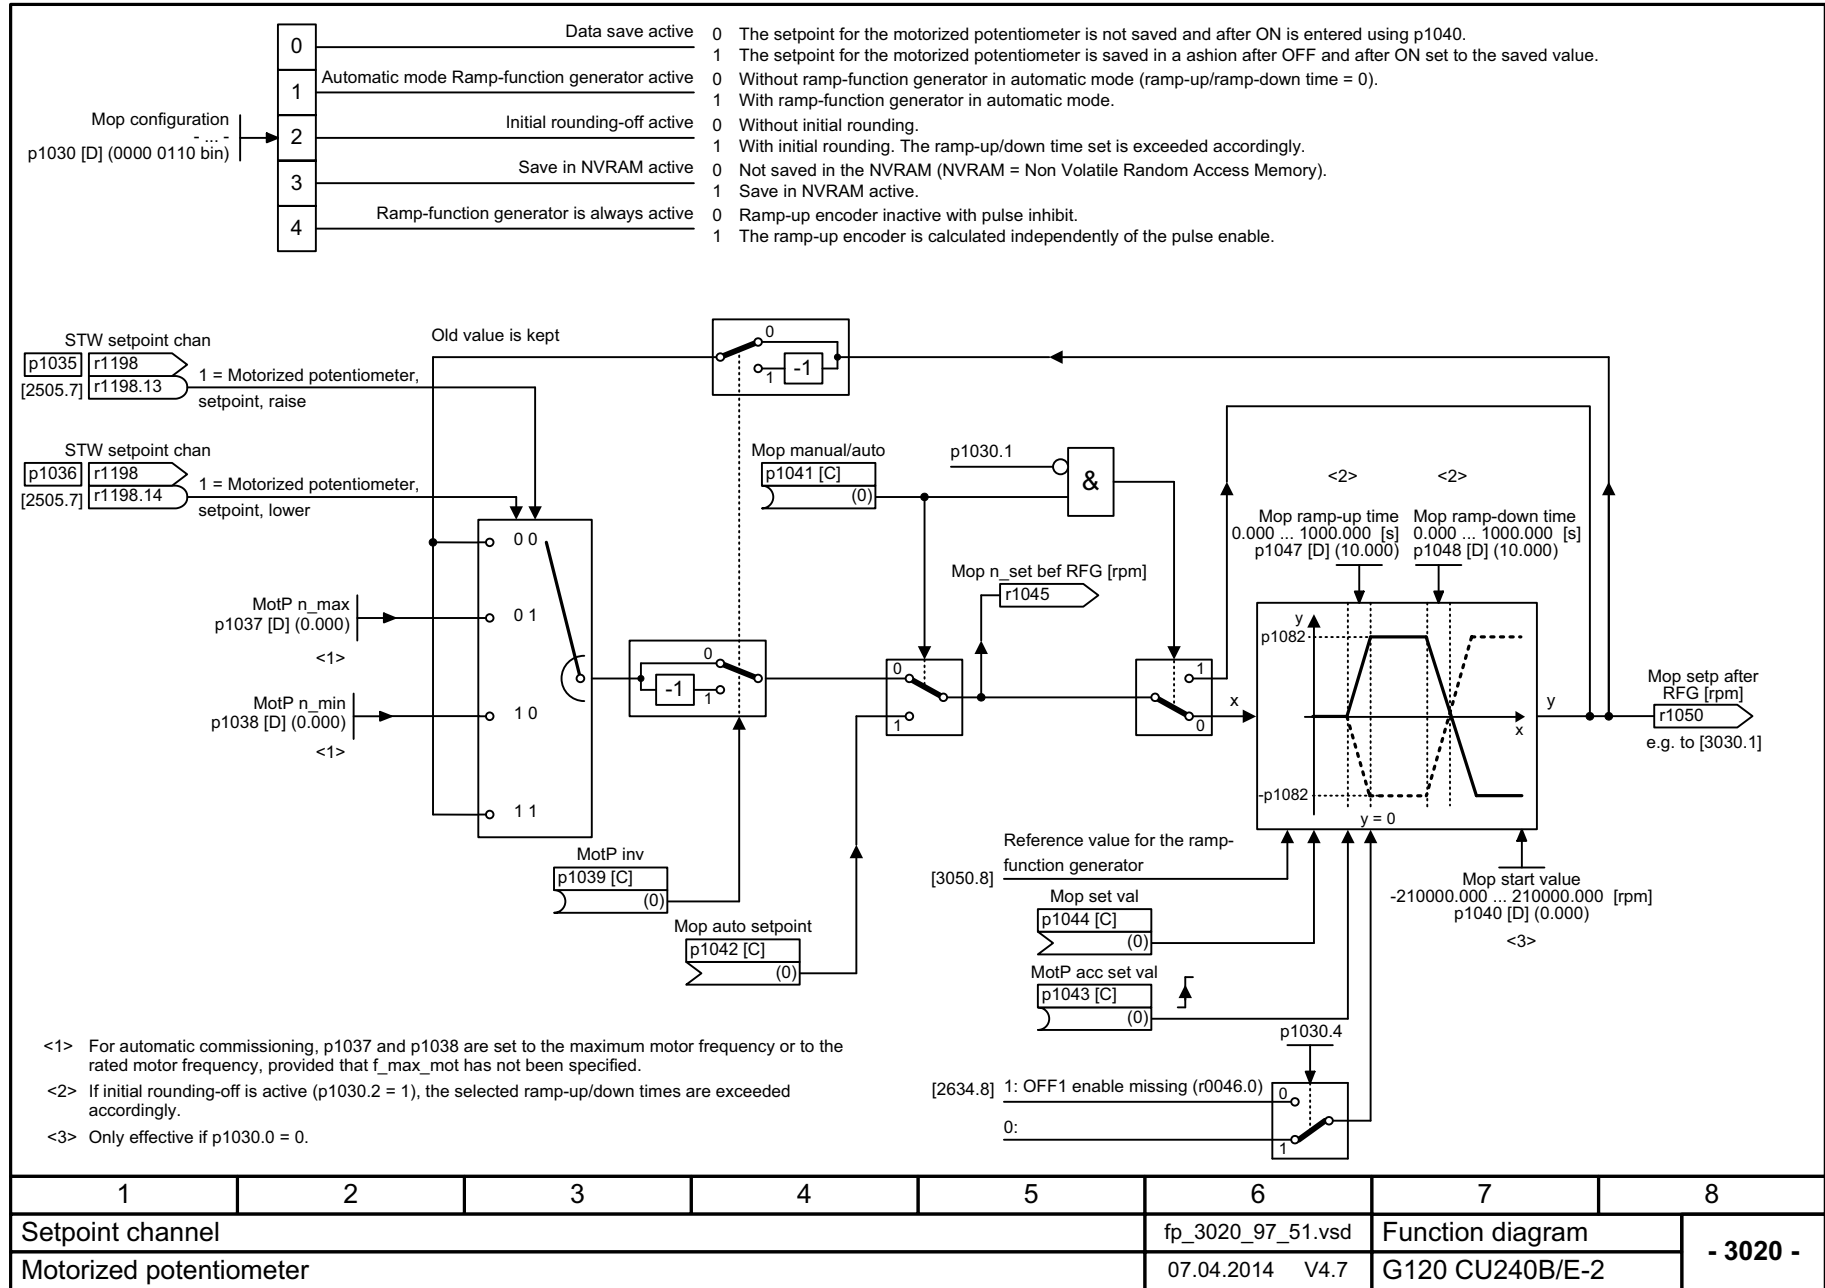 0
Data save active
0 The setpoint for the motorized potentiometer is not saved and after ON is entered using p1040.
1 The setpoint for the motorized potentiometer is saved in a ashion after OFF and after ON set to the saved value.
1
Automatic mode Ramp-function generator active
0 Without ramp-function generator in automatic mode (ramp-up/ramp-down time = 0).
1 With ramp-function generator in automatic mode.
Mop configuration
- ... -
p1030 [D] (0000 0110 bin)
2
Initial rounding-off active
0 Without initial rounding.
1 With initial rounding. The ramp-up/down time set is exceeded accordingly.
3
Save in NVRAM active
0 Not saved in the NVRAM (NVRAM = Non Volatile Random Access Memory).
1 Save in NVRAM active.
4
Ramp-function generator is always active
0 Ramp-up encoder inactive with pulse inhibit.
1 The ramp-up encoder is calculated independently of the pulse enable.
STW setpoint chan
p1035 r1198
[2505.7] r1198.13
1 = Motorized potentiometer,
setpoint, raise
Old value is kept
0
1
-1
STW setpoint chan
p1036 r1198
[2505.7] r1198.14
1 = Motorized potentiometer,
setpoint, lower
Mop manual/auto
p1041 [C]
(0)
p1030.1
&
<2>
<2>
Mop ramp-up time
0.000 ... 1000.000 [s]
p1047 [D] (10.000)
Mop ramp-down time
0.000 ... 1000.000 [s]
p1048 [D] (10.000)
0 0
0 1
1 0
1 1
MotP n_max
p1037 [D] (0.000)
<1>
MotP n_min
p1038 [D] (0.000)
<1>
-1
0
1
0
1
Mop n_set bef RFG [rpm]
r1045
1
0
x
y
p1082
-p1082
x
y = 0
y
Mop setp after
RFG [rpm]
r1050
e.g. to [3030.1]
MotP inv
p1039 [C]
(0)
Mop auto setpoint
p1042 [C]
(0)
Reference value for the ramp-
function generator
[3050.8]
Mop set val
p1044 [C]
(0)
MotP acc set val
p1043 [C]
(0)
Mop start value
-210000.000 ... 210000.000 [rpm]
p1040 [D] (0.000)
<3>
p1030.4
[2634.8] 1: OFF1 enable missing (r0046.0)
0:
0
1
<1> For automatic commissioning, p1037 and p1038 are set to the maximum motor frequency or to the
rated motor frequency, provided that f_max_mot has not been specified.
<2> If initial rounding-off is active (p1030.2 = 1), the selected ramp-up/down times are exceeded
accordingly.
<3> Only effective if p1030.0 = 0.
1 2 3 4 5 6 7 8
Setpoint channel
fp_3020_97_51.vsd
Function diagram
- 3020 -
Motorized potentiometer
07.04.2014 V4.7
G120 CU240B/E-2